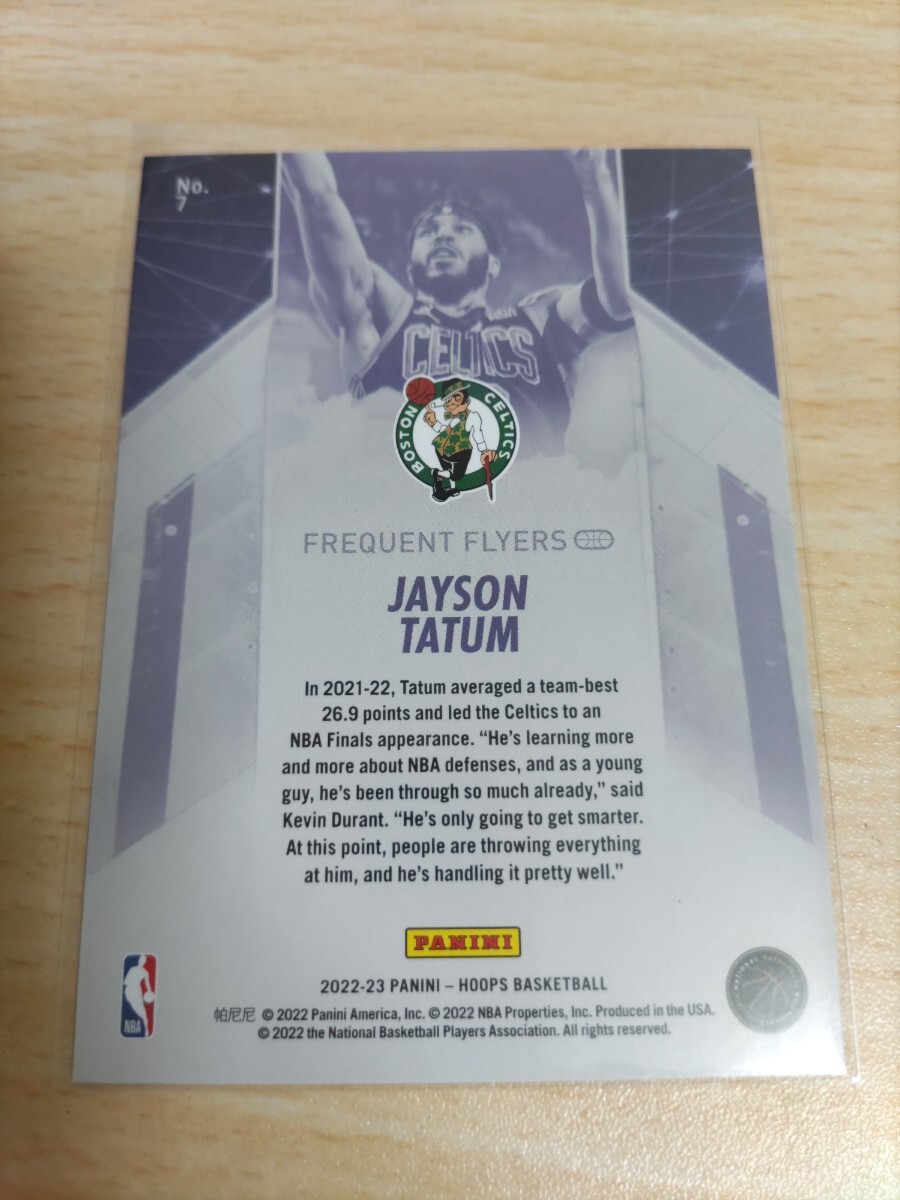 No.
7
CELTICS
BOSTON CELTICS
FREQUENT FLYERS
JAYSON
TATUM
In 2021-22, Tatum averaged a team-best
26.9 points and led the Celtics to an
NBA Finals appearance. “He’s learning more
and more about NBA defenses, and as a young
guy, he’s been through so much already,” said
Kevin Durant. “He’s only going to get smarter.
At this point, people are throwing everything
at him, and he’s handling it pretty well.”
PANINI
2022-23 PANINI – HOOPS BASKETBALL
NBA
帕尼尼 © 2022 Panini America, Inc. © 2022 NBA Properties, Inc. Produced in the USA.
© 2022 the National Basketball Players Association. All rights reserved.